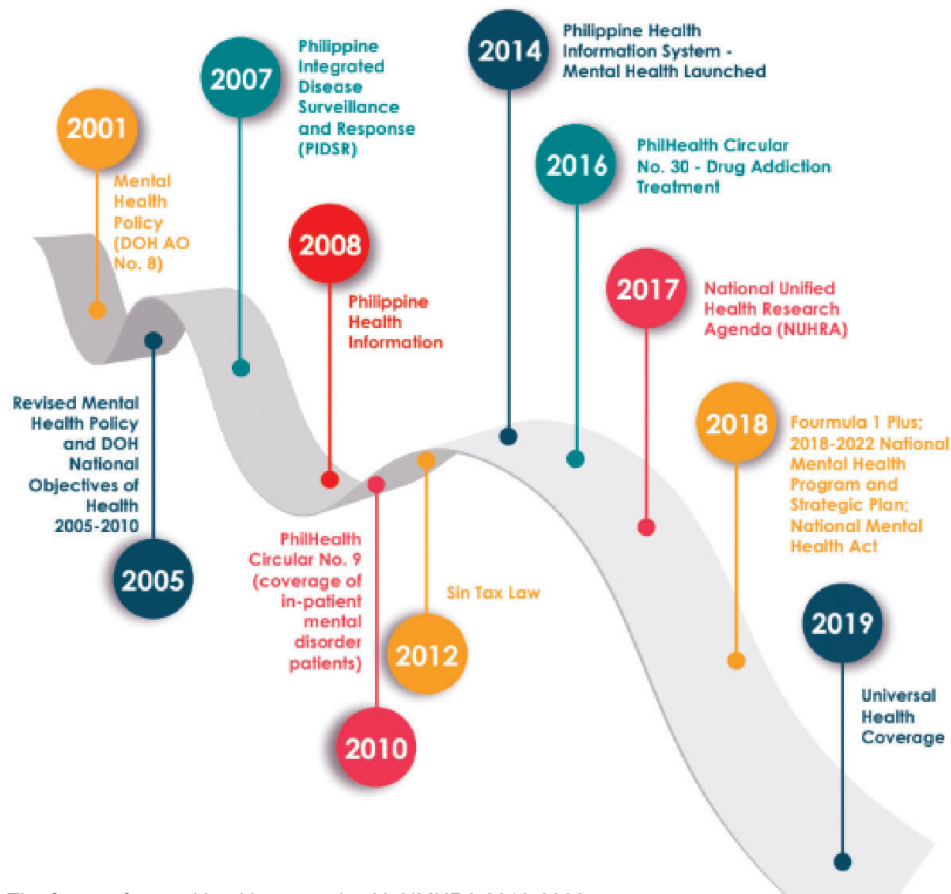 2001
Mental
Health
Policy
(DOH AO
No. 8)
Revised Mental
Health Policy
and DOH
National
Objectives of
Health
2005-2010
2005
2007
Philippine
Integrated
Disease
Surveillance
and Response
(PIDSR)
2008
Philippine
Health
Information
PhilHealth
Circular No. 9
(coverage of
in-patient
mental
disorder
patients)
2010
Sin Tax Law
2012
2014
Philippine Health
Information System -
Mental Health Launched
2016
PhilHealth Circular
No. 30 - Drug Addiction
Treatment
2017
National Unified
Health Research
Agenda (NUHRA)
2018
Fourmula 1 Plus;
2018-2022 National
Mental Health
Program and
Strategic Plan;
National Mental
Health Act
2019
Universal
Health
Coverage